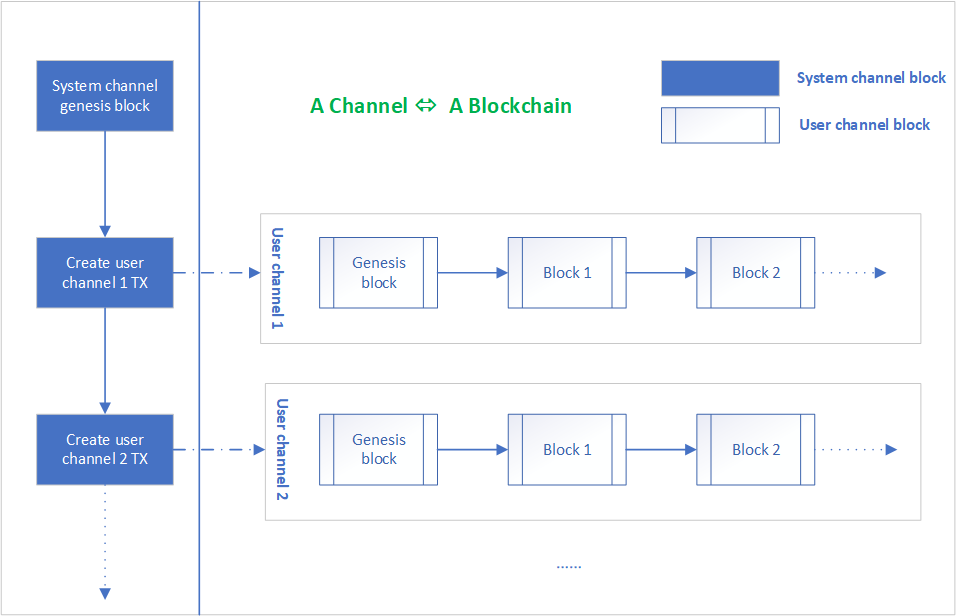 System channel
genesis block
A Channel ⇔ A Blockchain
System channel block
User channel block
Create user
channel 1 TX
User channel 1
Genesis
block
Block 1
Block 2
Create user
channel 2 TX
User channel 2
Genesis
block
Block 1
Block 2
......